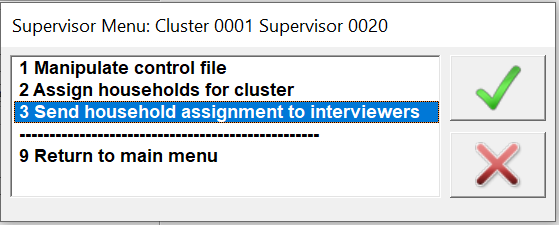 Supervisor Menu: Cluster 0001 Supervisor 0020
1 Manipulate control file
2 Assign households for cluster
3 Send household assignment to interviewers
--------------------------------------------------
9 Return to main menu